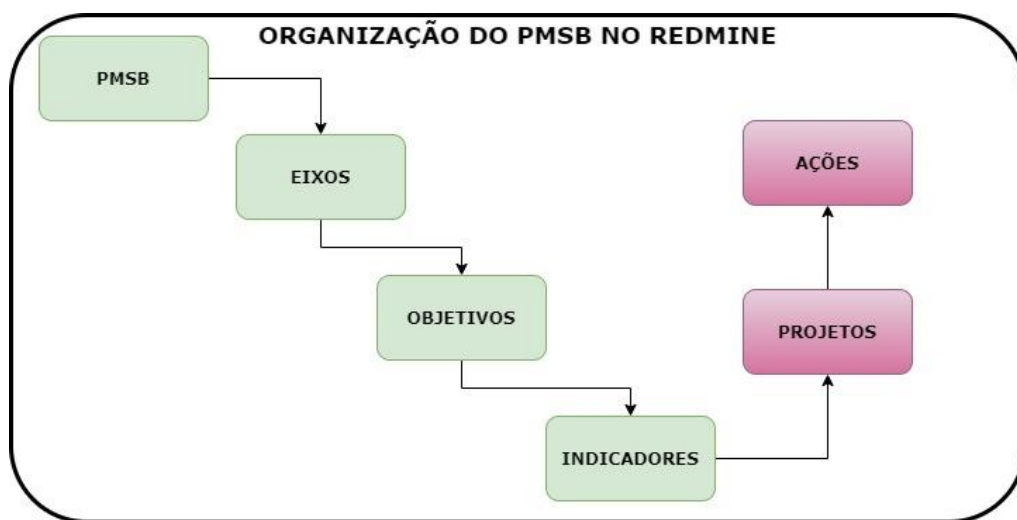 ORGANIZAÇÃO DO PMSB NO REDMINE
PMSB
EIXOS
OBJETIVOS
INDICADORES
PROJETOS
AÇÕES